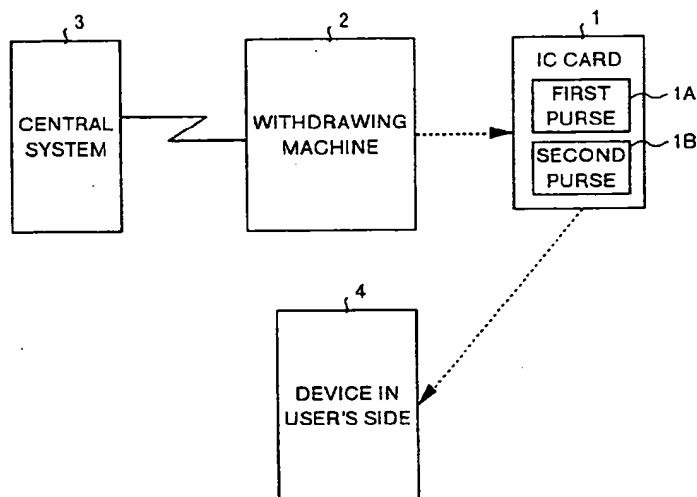 3
2
1
CENTRAL
SYSTEM
WITHDRAWING
MACHINE
IC CARD
FIRST
PURSE
1A
SECOND
PURSE
1B
4
DEVICE IN
USER'S SIDE